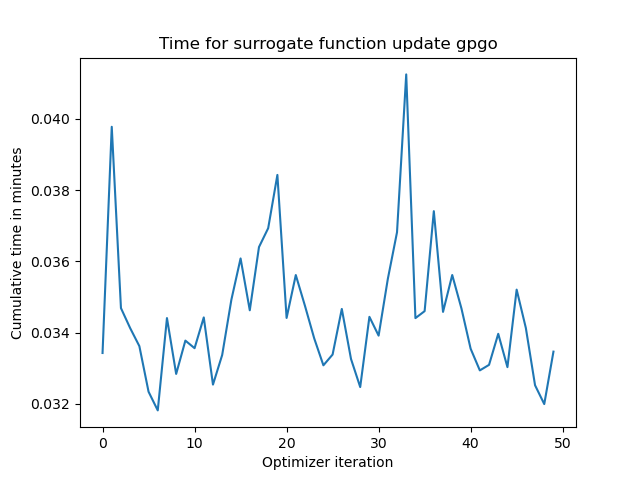 Time for surrogate function update gpgo
Cumulative time in minutes
0.040
0.038
0.036
0.034
0.032
0 10 20 30 40 50
Optimizer iteration